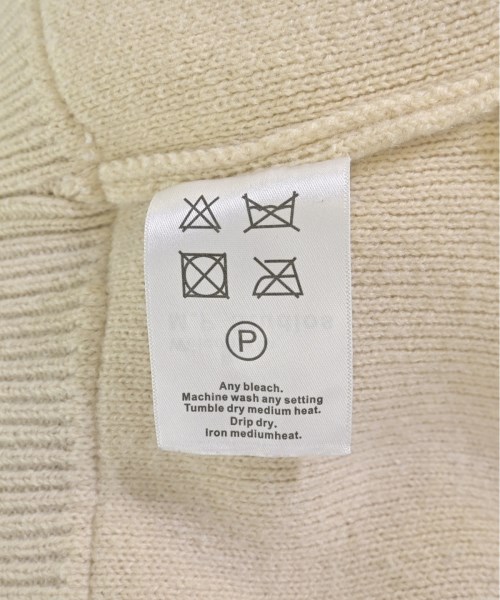 P
Any bleach.
Machine wash any setting
Tumble dry medium heat.
Drip dry.
Iron mediumheat.